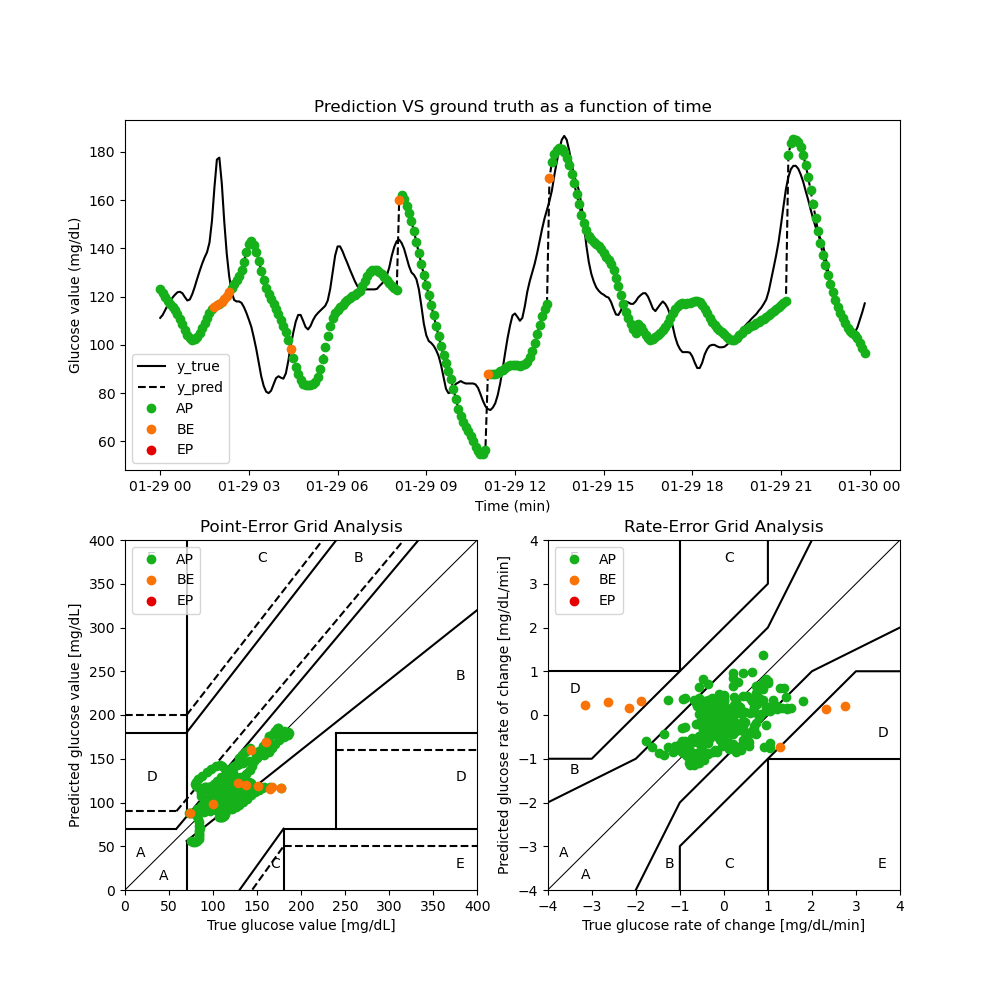 Prediction VS ground truth as a function of time
Glucose value (mg/dL)
180
160
140
120
100
80
60
y_true
y_pred
AP
BE
EP
01-29 00 01-29 03 01-29 06 01-29 09 01-29 12 01-29 15 01-29 18 01-29 21 01-30 00
Time (min)
Point-Error Grid Analysis
Predicted glucose value [mg/dL]
400
350
300
250
200
150
100
50
0
AP
BE
EP
C
B
B
D
D
A
A
C
E
0 50 100 150 200 250 300 350 400
True glucose value [mg/dL]
Rate-Error Grid Analysis
Predicted glucose rate of change [mg/dL/min]
4
3
2
1
0
−1
−2
−3
−4
AP
BE
EP
C
D
D
B
A
A
B
C
E
−4 −3 −2 −1 0 1 2 3 4
True glucose rate of change [mg/dL/min]